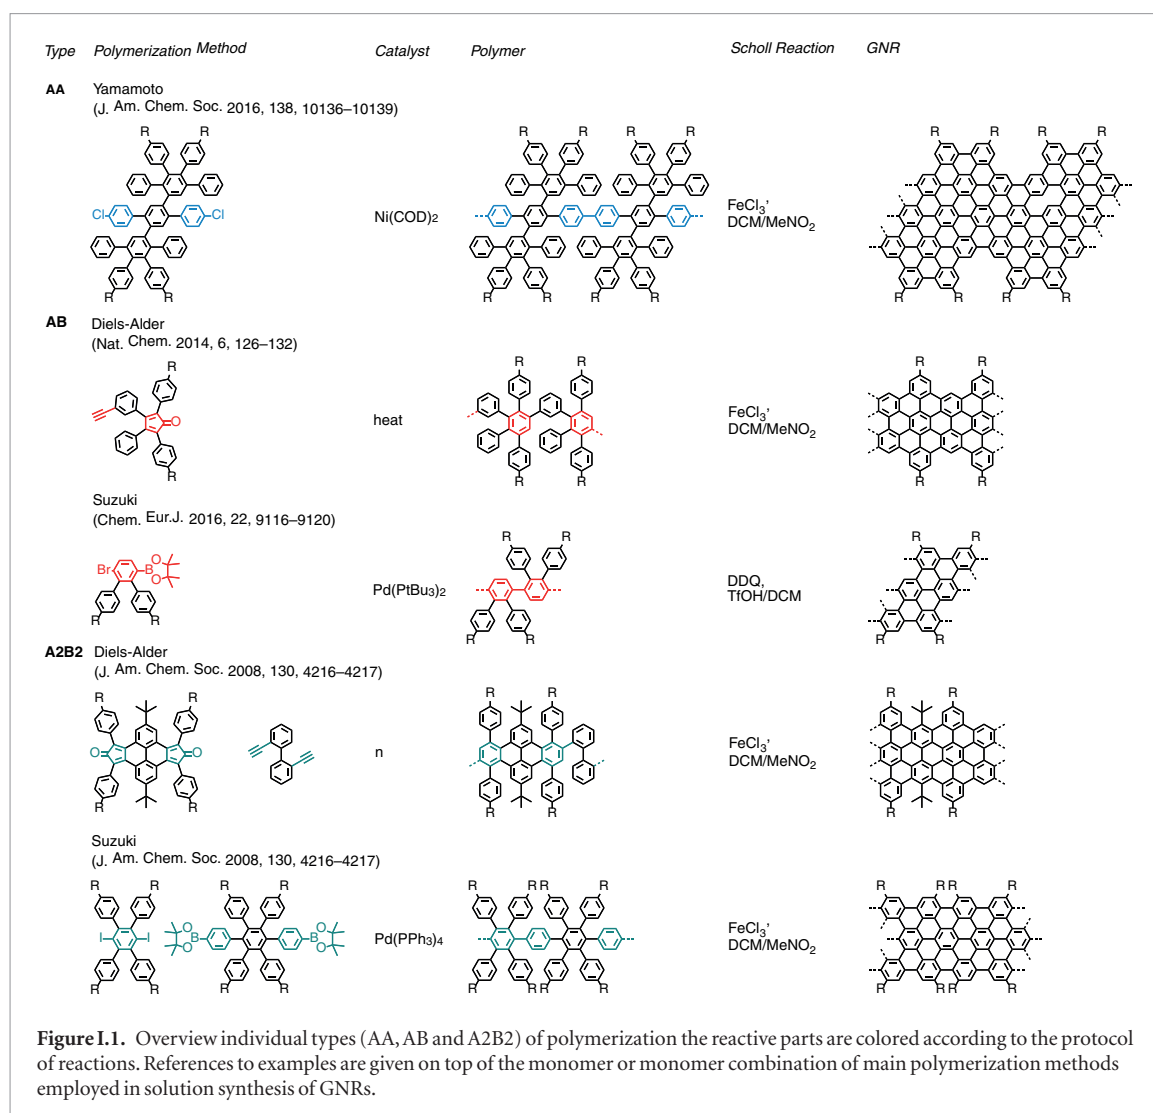 Type Polymerization Method Catalyst Polymer Scholl Reaction GNR
AA Yamamoto
(J. Am. Chem. Soc. 2016, 138, 10136–10139)
R R R R R R R R R R
Cl Cl Ni(COD)2 FeCl3, DCM/MeNO2
R R R R R R R R R R
AB Diels-Alder
(Nat. Chem. 2014, 6, 126–132)
R R R R R
O heat FeCl3, DCM/MeNO2
R R R R R
Suzuki
(Chem. Eur.J. 2016, 22, 9116–9120)
R R R R
Br B O O Pd(PtBu3)2 DDQ, TfOH/DCM
R R R R R R
A2B2 Diels-Alder
(J. Am. Chem. Soc. 2008, 130, 4216–4217)
R R R R R R
O O n FeCl3, DCM/MeNO2
R R R R R R
Suzuki
(J. Am. Chem. Soc. 2008, 130, 4216–4217)
R R R R R R R R R R R R
I I O B O O B O Pd(PPh3)4 FeCl3, DCM/MeNO2
R R R R R R R R R R R R
Figure I.1. Overview individual types (AA, AB and A2B2) of polymerization the reactive parts are colored according to the protocol
of reactions. References to examples are given on top of the monomer or monomer combination of main polymerization methods
employed in solution synthesis of GNRs.